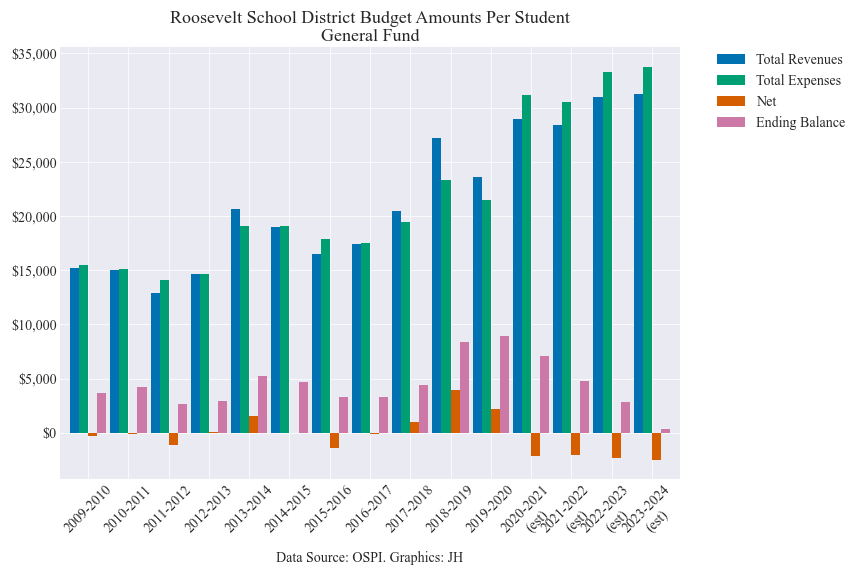 Roosevelt School District Budget Amounts Per Student
General Fund
$35,000
$30,000
$25,000
$20,000
$15,000
$10,000
$5,000
$0
2009-2010
2010-2011
2011-2012
2012-2013
2013-2014
2014-2015
2015-2016
2016-2017
2017-2018
2018-2019
2019-2020
2020-2021
(est)
2021-2022
(est)
2022-2023
(est)
2023-2024
(est)
Total Revenues
Total Expenses
Net
Ending Balance
Data Source: OSPI. Graphics: JH